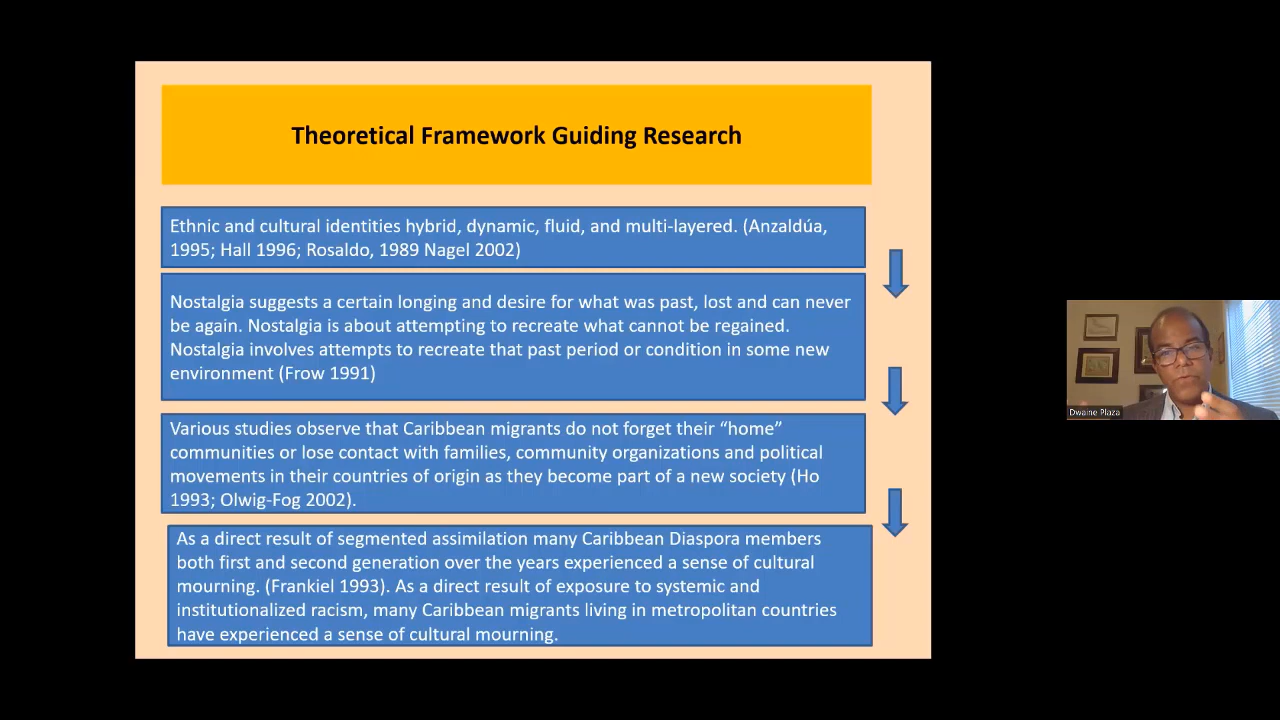 Theoretical Framework Guiding Research
Ethnic and cultural identities hybrid, dynamic, fluid, and multi-layered. (Anzaldúa,
1995; Hall 1996; Rosaldo, 1989 Nagel 2002)
Nostalgia suggests a certain longing and desire for what was past, lost and can never
be again. Nostalgia is about attempting to recreate what cannot be regained.
Nostalgia involves attempts to recreate that past period or condition in some new
environment (Frow 1991)
Various studies observe that Caribbean migrants do not forget their “home”
communities or lose contact with families, community organizations and political
movements in their countries of origin as they become part of a new society (Ho
1993; Olwig-Fog 2002).
As a direct result of segmented assimilation many Caribbean Diaspora members
both first and second generation over the years experienced a sense of cultural
mourning. (Frankiel 1993). As a direct result of exposure to systemic and
institutionalized racism, many Caribbean migrants living in metropolitan countries
have experienced a sense of cultural mourning.
Dwaine Plaza